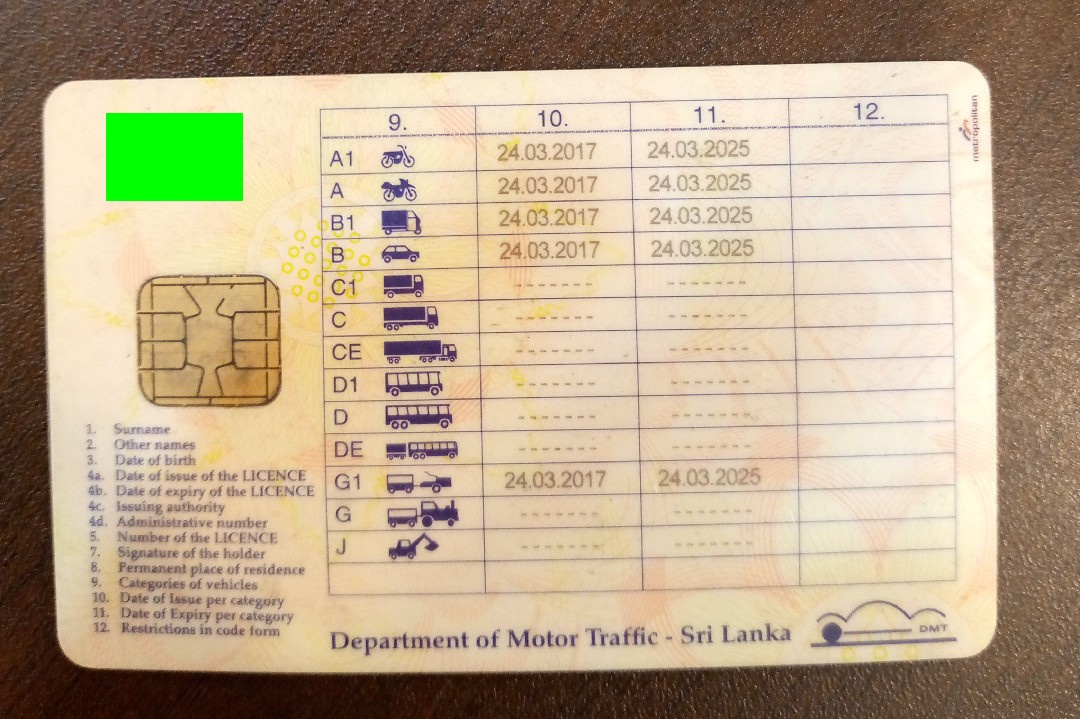 9. 10. 11. 12.
A1 24.03.2017 24.03.2025
A 24.03.2017 24.03.2025
B1 24.03.2017 24.03.2025
B 24.03.2017 24.03.2025
C1 ------- -------
C ------- -------
CE ------- -------
D1 ------- -------
D ------- -------
DE ------- -------
G1 24.03.2017 24.03.2025
G ------- -------
J ------- -------
metropolitan
1. Surname
2. Other names
3. Date of birth
4a. Date of issue of the LICENCE
4b. Date of expiry of the LICENCE
4c. Issuing authority
4d. Administrative number
5. Number of the LICENCE
7. Signature of the holder
8. Permanent place of residence
9. Categories of vehicles
10. Date of Issue per category
11. Date of Expiry per category
12. Restrictions in code form
Department of Motor Traffic - Sri Lanka
DMT